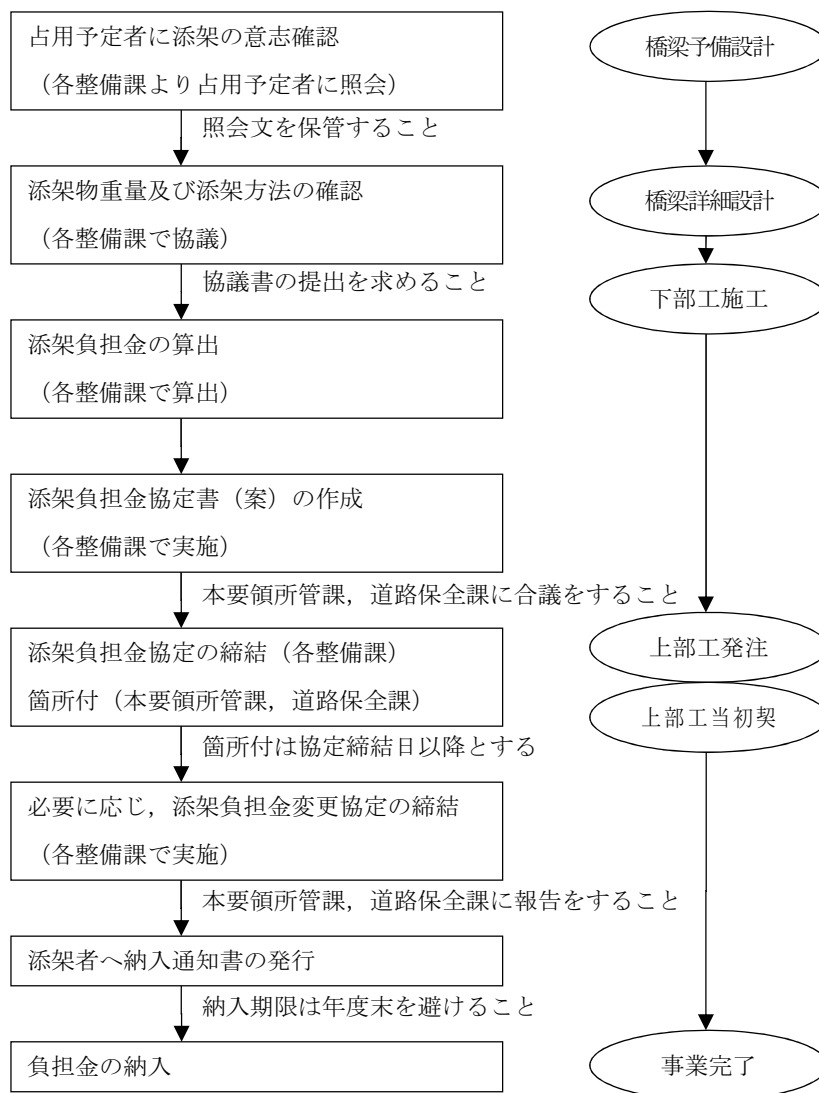 占用予定者に添架の意志確認
（各整備課より占用予定者に照会）
照会文を保管すること
添架物重量及び添架方法の確認
（各整備課で協議）
協議書の提出を求めること
添架負担金の算出
（各整備課で算出）
添架負担金協定書（案）の作成
（各整備課で実施）
本要領所管課，道路保全課に合議をすること
添架負担金協定の締結（各整備課）
箇所付（本要領所管課，道路保全課）
箇所付は協定締結日以降とする
必要に応じ，添架負担金変更協定の締結
（各整備課で実施）
本要領所管課，道路保全課に報告をすること
添架者へ納入通知書の発行
納入期限は年度末を避けること
負担金の納入
橋梁予備設計
橋梁詳細設計
下部工施工
上部工発注
上部工当初契
事業完了